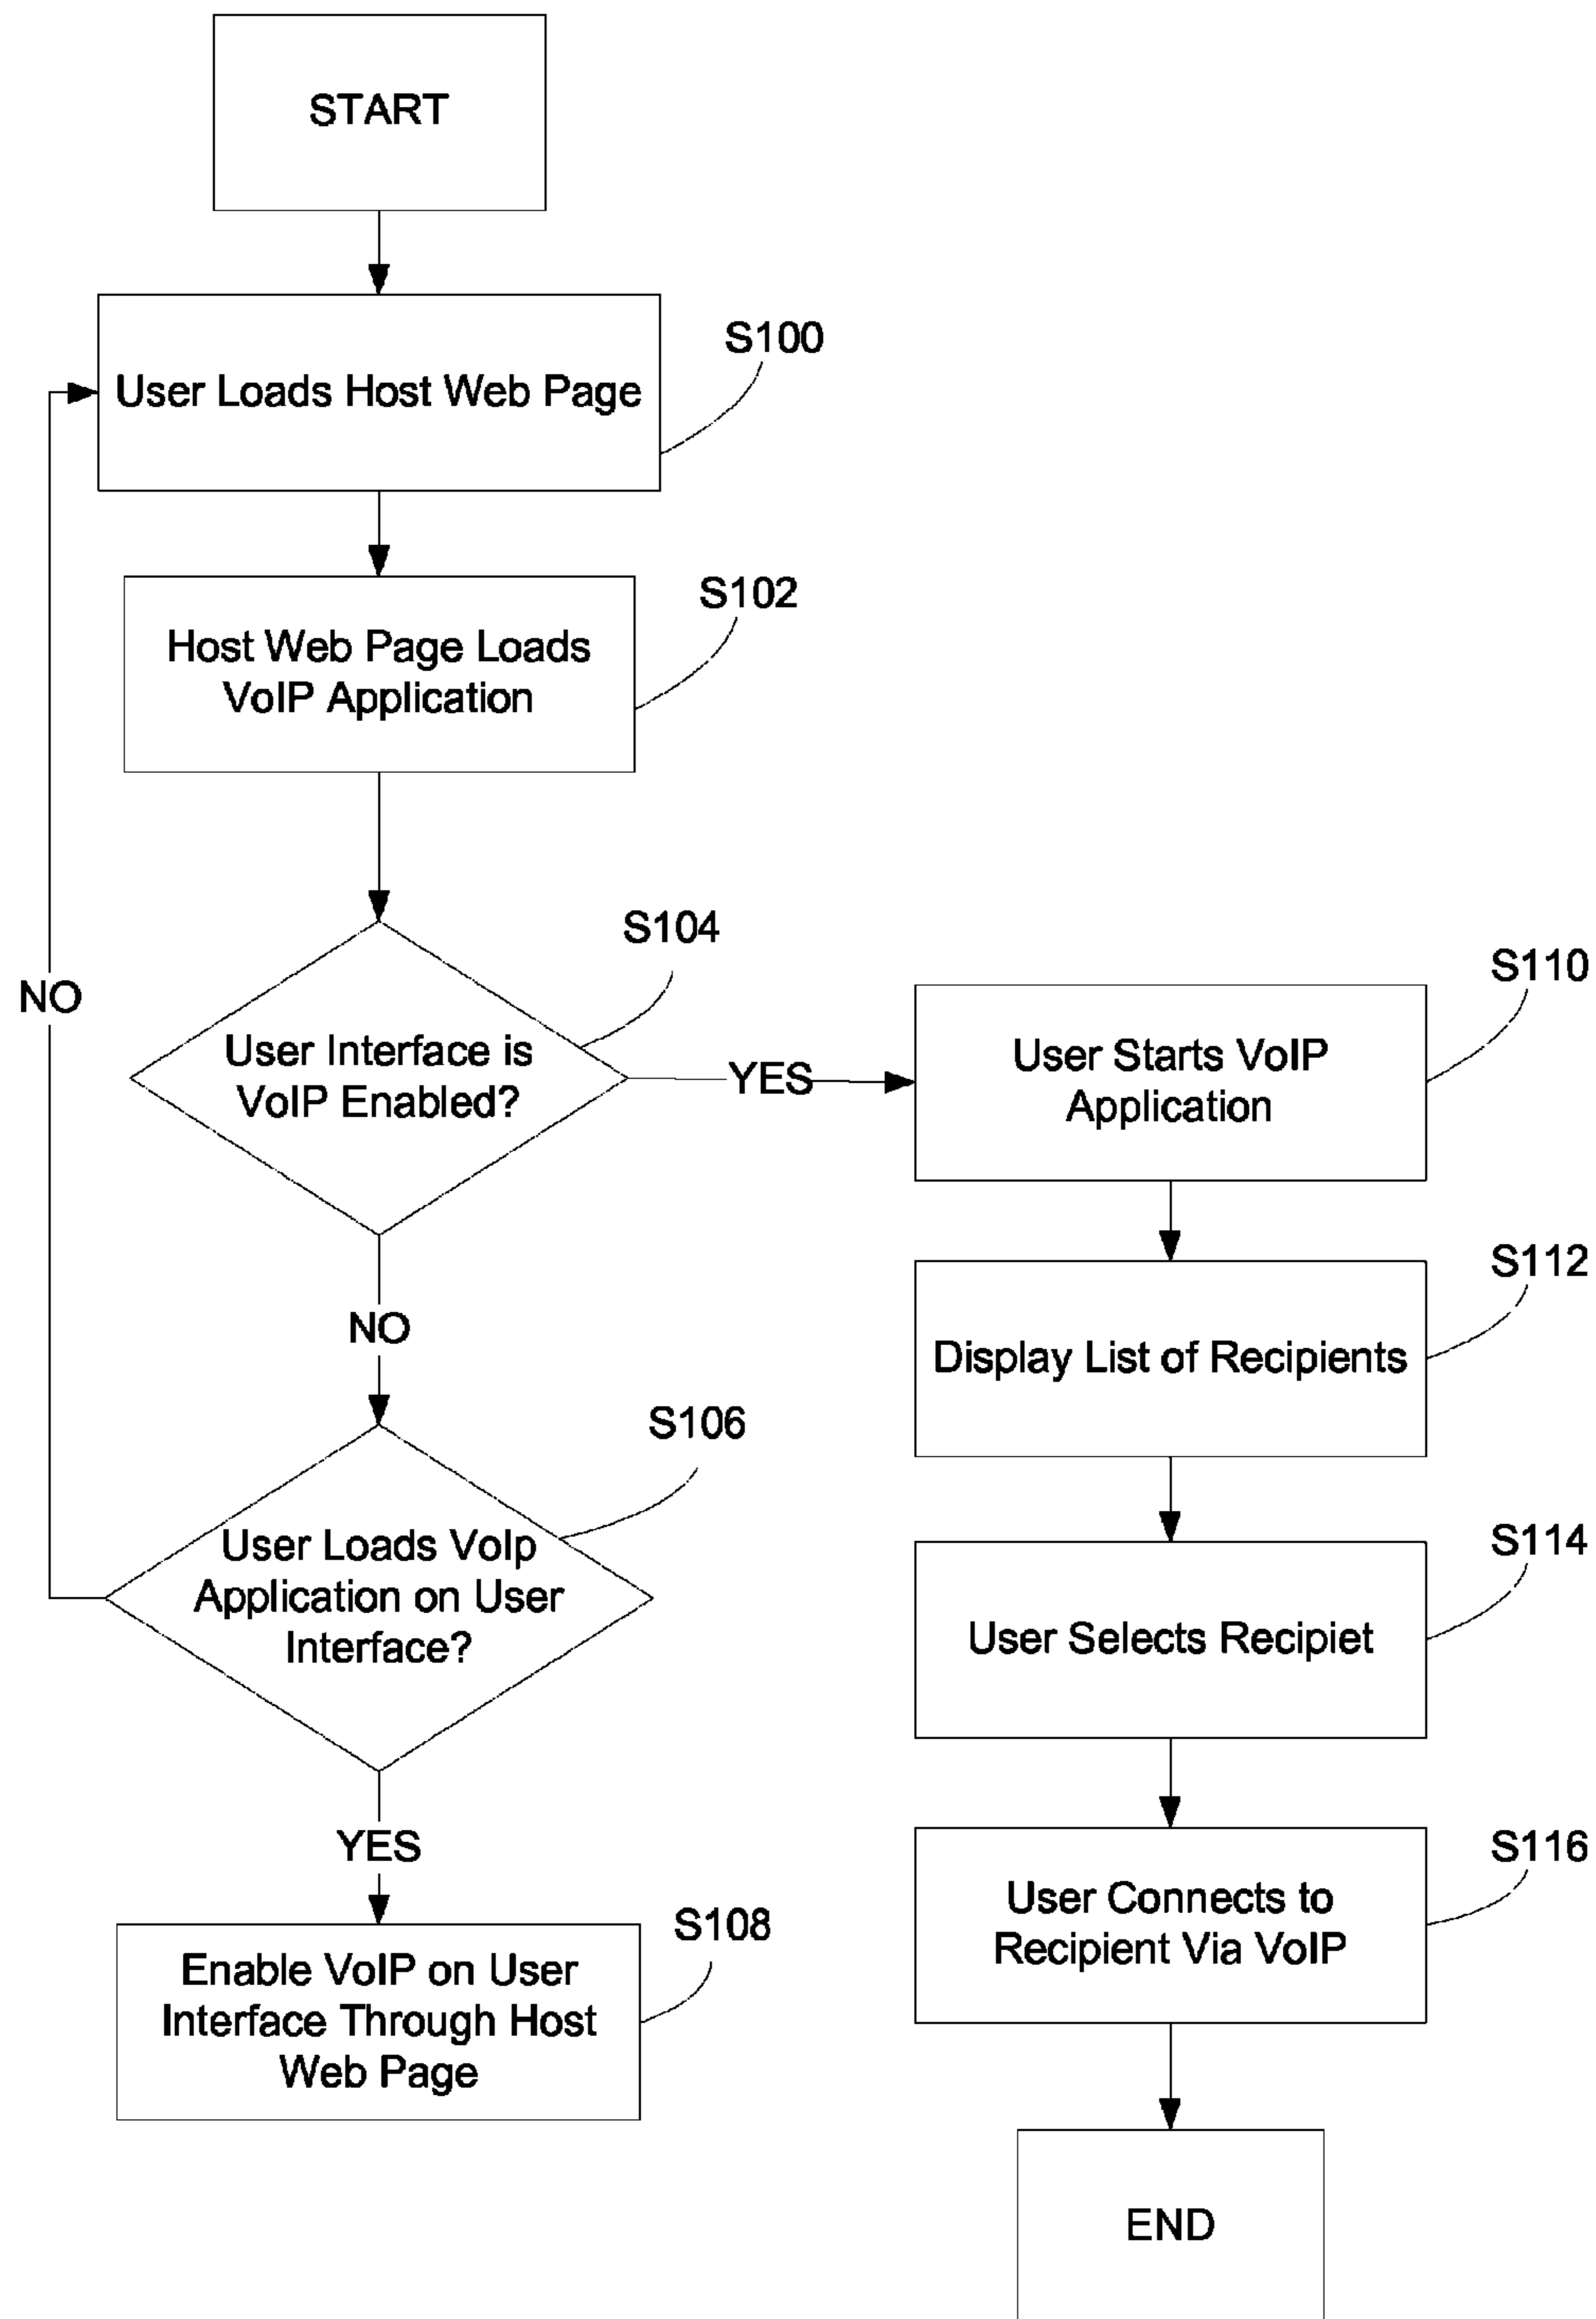 START
User Loads Host Web Page
S100
Host Web Page Loads
VoIP Application
S102
User Interface is
VoIP Enabled?
S104
NO
YES
NO
User Loads VoIp
Application on User
Interface?
S106
YES
Enable VoIP on User
Interface Through Host
Web Page
S108
User Starts VoIP
Application
S110
Display List of Recipients
S112
User Selects Recipiet
S114
User Connects to
Recipient Via VoIP
S116
END